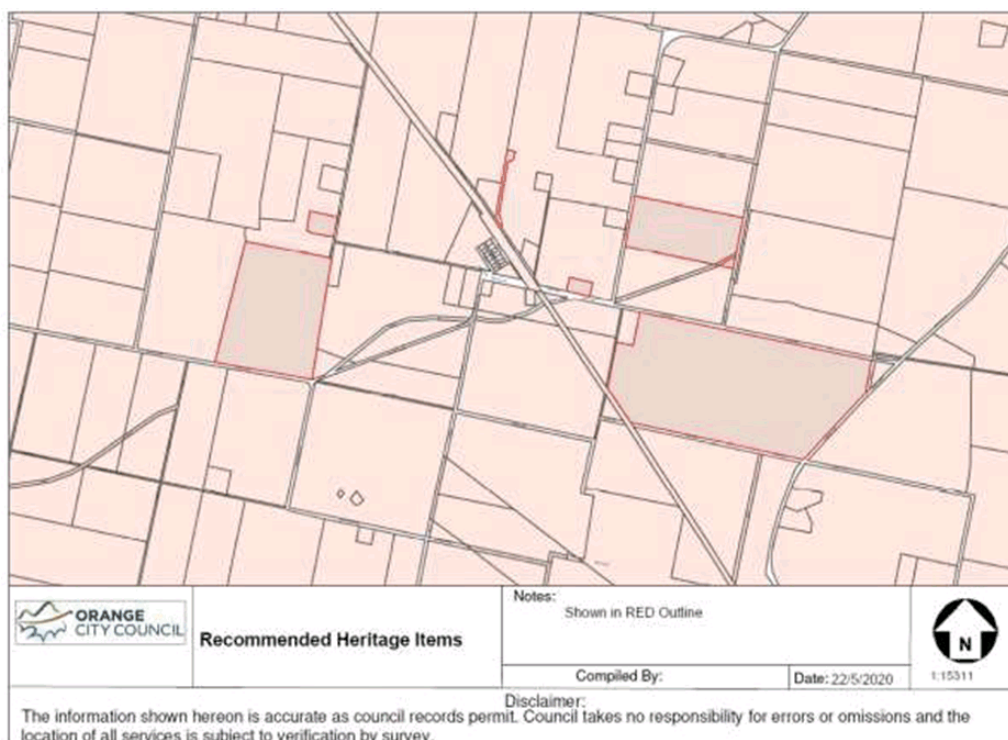 ORANGE
CITY COUNCIL
Recommended Heritage Items
Notes:
Shown in RED Outline
Compiled By:
Date: 22/5/2020
N
1:15311
Disclaimer:
The information shown hereon is accurate as council records permit. Council takes no responsibility for errors or omissions and the
location of all services is subject to verification by survey.